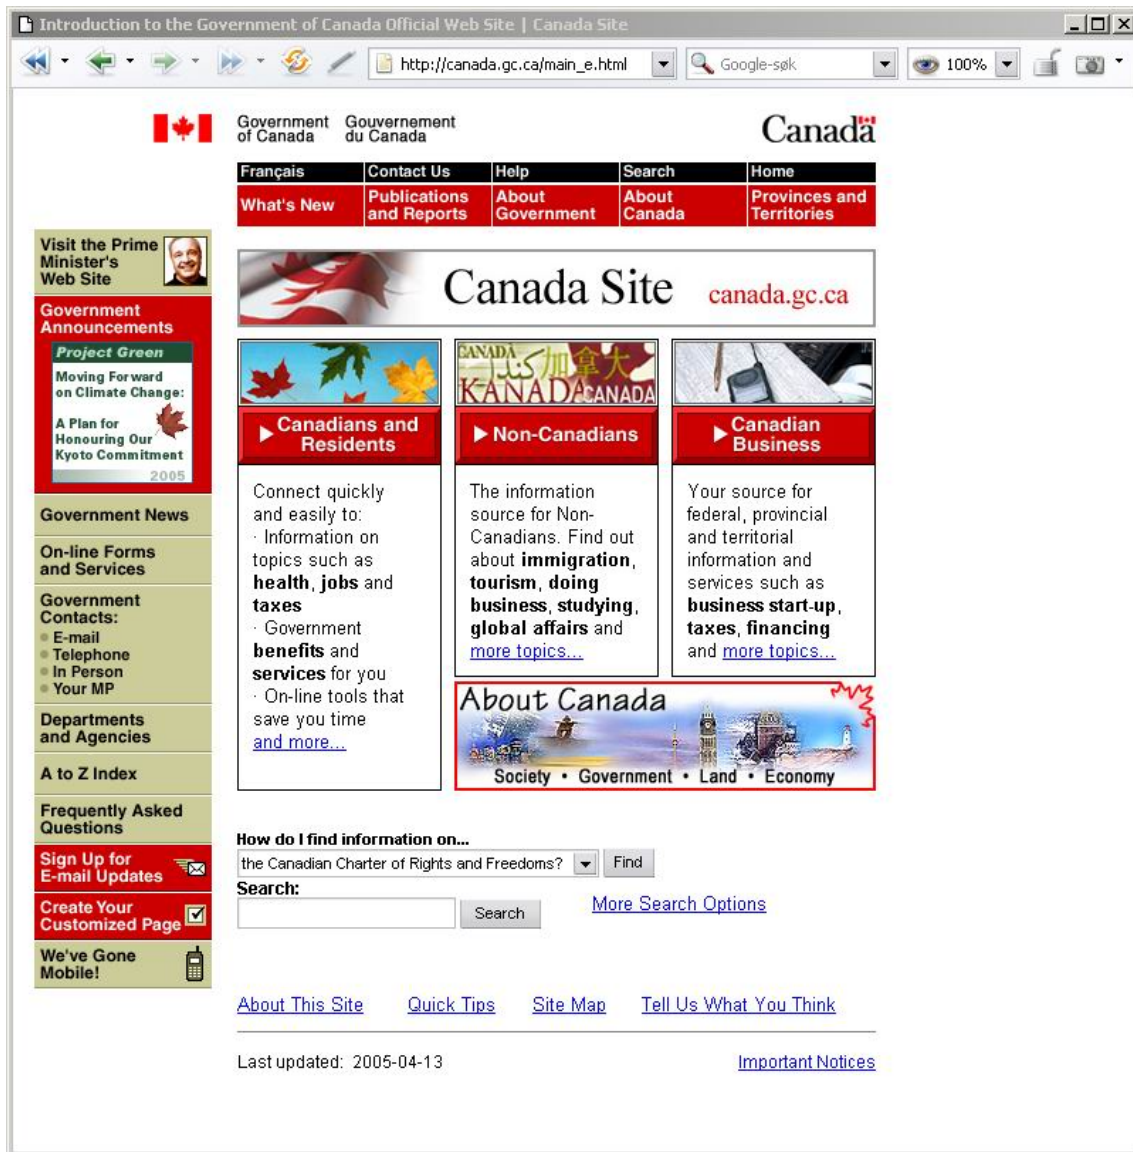 Introduction to the Government of Canada Official Web Site | Canada Site
http://canada.gc.ca/main_e.html
Google-søk
100%
Government of Canada
Gouvernement du Canada
Canada
Français
Contact Us
Help
Search
Home
What's New
Publications and Reports
About Government
About Canada
Provinces and Territories
Visit the Prime
Minister's
Web Site
Government
Announcements
Project Green
Moving Forward
on Climate Change:
A Plan for
Honouring Our
Kyoto Commitment
2005
Government News
On-line Forms
and Services
Government
Contacts:
E-mail
Telephone
In Person
Your MP
Departments
and Agencies
A to Z Index
Frequently Asked
Questions
Sign Up for
E-mail Updates
Create Your
Customized Page
We've Gone
Mobile!
Canada Site canada.gc.ca
Canadians and
Residents
Connect quickly
and easily to:
· Information on
topics such as
health, jobs and
taxes
· Government
benefits and
services for you
· On-line tools that
save you time
and more...
CANADA
كندا
加拿大
KANADA
CANADA
Non-Canadians
The information
source for Non-
Canadians. Find out
about immigration,
tourism, doing
business, studying,
global affairs and
more topics...
Canadian
Business
Your source for
federal, provincial
and territorial
information and
services such as
business start-up,
taxes, financing
and more topics...
About Canada
Society • Government • Land • Economy
How do I find information on...
the Canadian Charter of Rights and Freedoms? Find
Search:
Search
More Search Options
About This Site Quick Tips Site Map Tell Us What You Think
Last updated: 2005-04-13 Important Notices